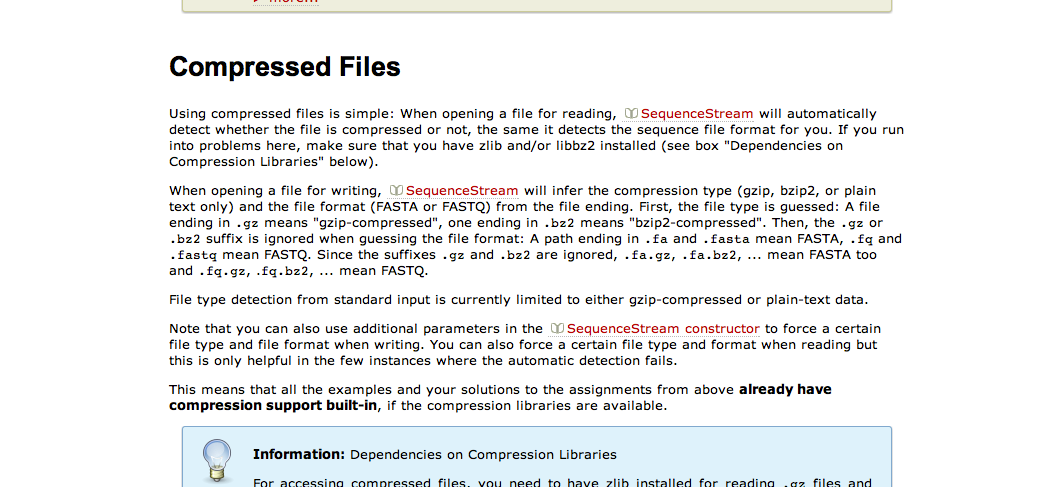 more...
Compressed Files
Using compressed files is simple: When opening a file for reading, SequenceStream will automatically
detect whether the file is compressed or not, the same it detects the sequence file format for you. If you run
into problems here, make sure that you have zlib and/or libbz2 installed (see box "Dependencies on
Compression Libraries" below).
When opening a file for writing, SequenceStream will infer the compression type (gzip, bzip2, or plain
text only) and the file format (FASTA or FASTQ) from the file ending. First, the file type is guessed: A file
ending in .gz means "gzip-compressed", one ending in .bz2 means "bzip2-compressed". Then, the .gz or
.bz2 suffix is ignored when guessing the file format: A path ending in .fa and .fasta mean FASTA, .fq and
.fastq mean FASTQ. Since the suffixes .gz and .bz2 are ignored, .fa.gz, .fa.bz2, ... mean FASTA too
and .fq.gz, .fq.bz2, ... mean FASTQ.
File type detection from standard input is currently limited to either gzip-compressed or plain-text data.
Note that you can also use additional parameters in the SequenceStream constructor to force a certain
file type and file format when writing. You can also force a certain file type and format when reading but
this is only helpful in the few instances where the automatic detection fails.
This means that all the examples and your solutions to the assignments from above already have
compression support built-in, if the compression libraries are available.
Information: Dependencies on Compression Libraries
For accessing compressed files, you need to have zlib installed for reading .gz files and